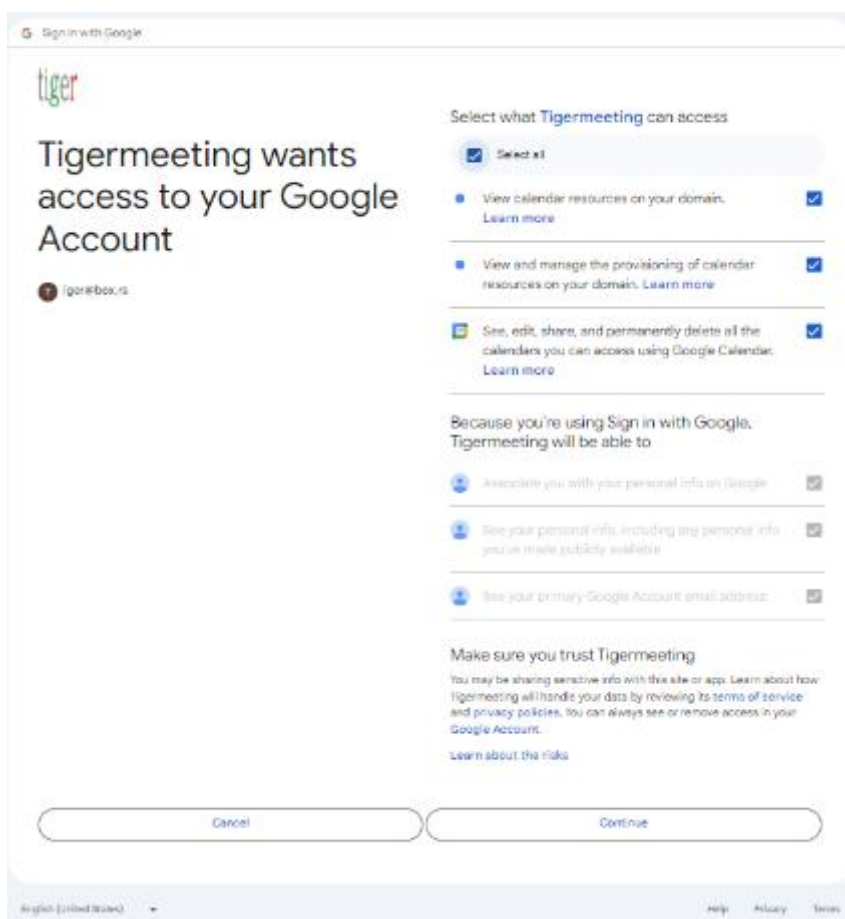 G Sign in with Google
tiger
Tigermeeting wants
access to your Google
Account
Select what Tigermeeting can access
Select all
View calendar resources on your domain.
Learn more
View and manage the provisioning of calendar
resources on your domain. Learn more
See, edit, share, and permanently delete all the
calendars you can access using Google Calendar.
Learn more
Because you're using Sign in with Google,
Tigermeeting will be able to
Associate you with your personal info on Google
See your personal info, including any personal info
you've made publicly available
See your primary Google Account email address
Make sure you trust Tigermeeting
You may be sharing sensitive info with this site or app. Learn about how
Tigermeeting will handle your data by reviewing its terms of service
and privacy policies. You can always see or remove access in your
Google Account.
Learn about the risks
Cancel
Continue
English (United States)
Help Privacy Terms